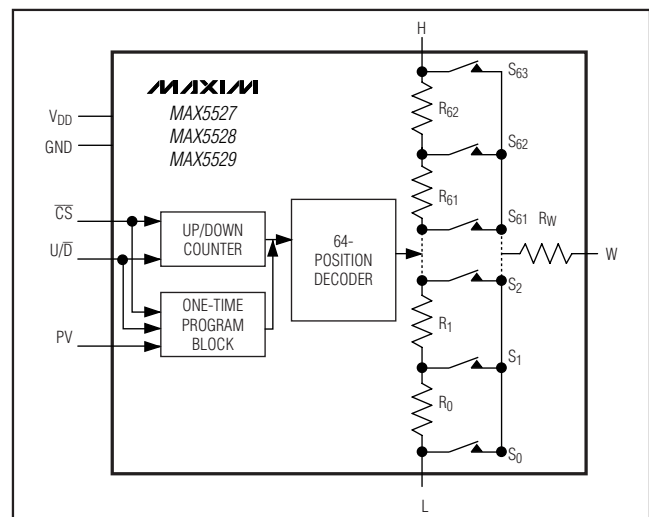 H
MAXIM
MAX5527
MAX5528
MAX5529
VDD
GND
CS
U/D
PV
UP/DOWN
COUNTER
ONE-TIME
PROGRAM
BLOCK
64-
POSITION
DECODER
S63
R62
S62
R61
S61
RW
W
S2
R1
S1
R0
S0
L